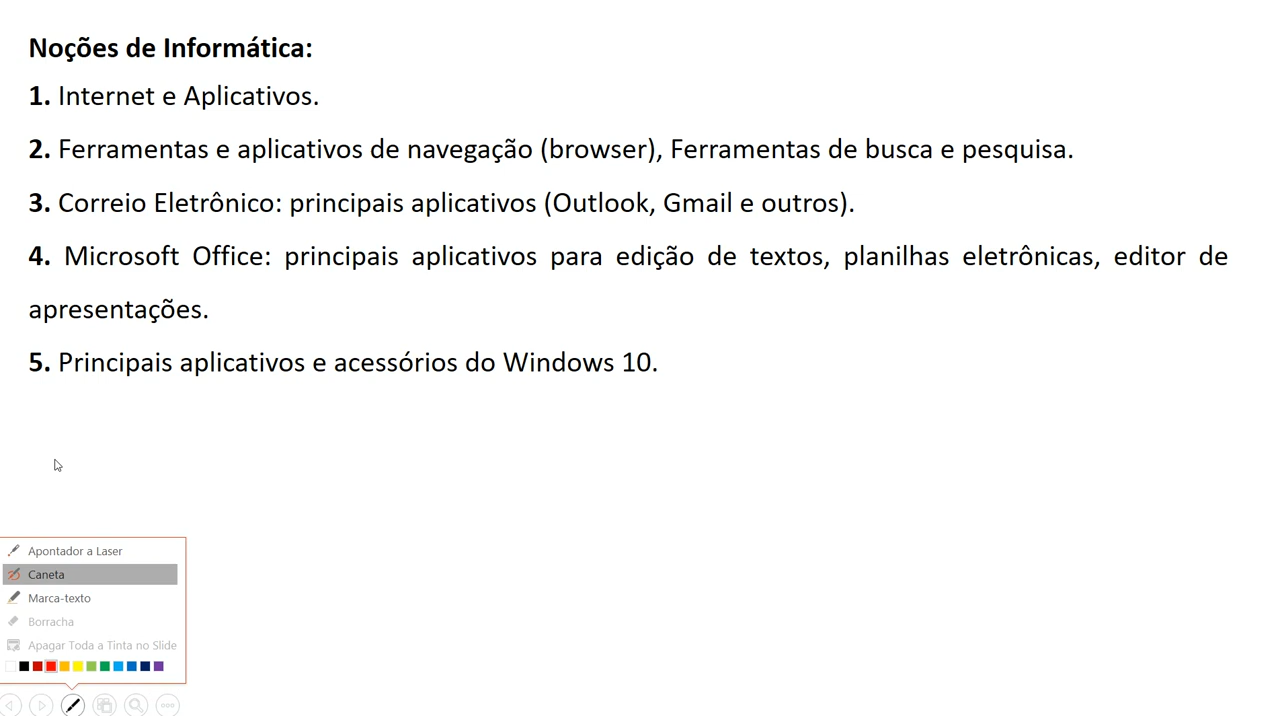 Noções de Informática:
1. Internet e Aplicativos.
2. Ferramentas e aplicativos de navegação (browser), Ferramentas de busca e pesquisa.
3. Correio Eletrônico: principais aplicativos (Outlook, Gmail e outros).
4. Microsoft Office: principais aplicativos para edição de textos, planilhas eletrônicas, editor de
apresentações.
5. Principais aplicativos e acessórios do Windows 10.
Apontador a Laser
Caneta
Marca-texto
Borracha
Apagar Toda a Tinta no Slide